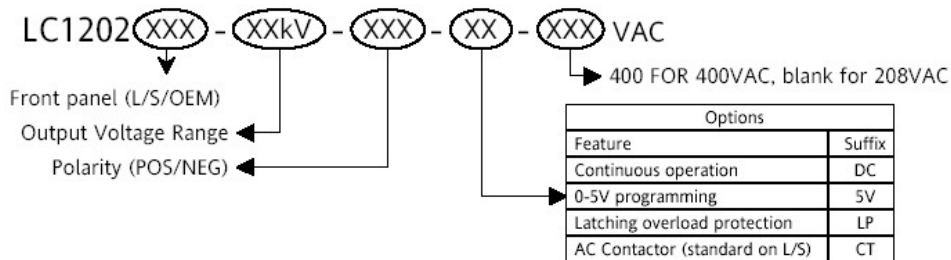 LC1202 XXX - XXkV - XXX - XX - XXX VAC
400 FOR 400VAC, blank for 208VAC
Front panel (L/S/OEM)
Output Voltage Range
Polarity (POS/NEG)
Options
Feature Suffix
Continuous operation DC
0-5V programming 5V
Latching overload protection LP
AC Contactor (standard on L/S) CT